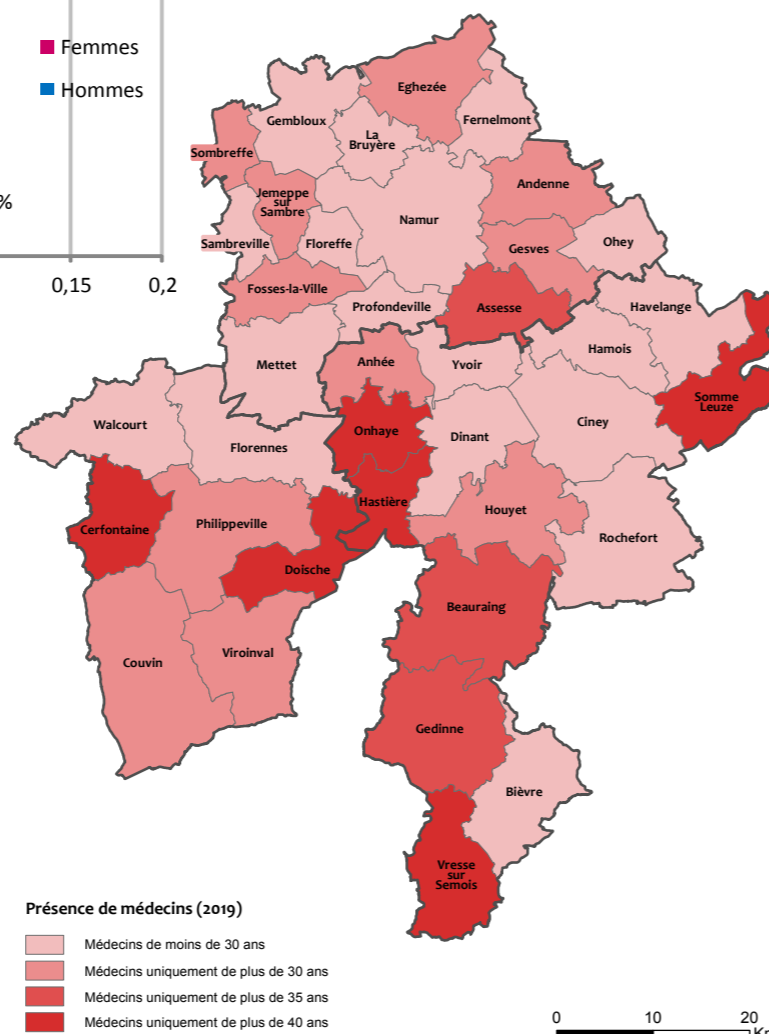 Femmes
Hommes
%
0,15 0,2
Eghezée
Gembloux
La
Bruyère
Fernelmont
Sombreffe
Jemeppe
sur
Sambre
Andenne
Namur
Sambreville
Floreffe
Gesves
Ohey
Fosses-la-Ville
Profondeville
Assesse
Havelange
Mettet
Anhée
Yvoir
Hamois
Somme
Leuze
Walcourt
Florennes
Onhaye
Dinant
Ciney
Hastière
Cerfontaine
Philippeville
Houyet
Rochefort
Doische
Beauraing
Couvin
Viroinval
Gedinne
Bièvre
Vresse
sur
Semois
Présence de médecins (2019)
Médecins de moins de 30 ans
Médecins uniquement de plus de 30 ans
Médecins uniquement de plus de 35 ans
Médecins uniquement de plus de 40 ans
0 10 20